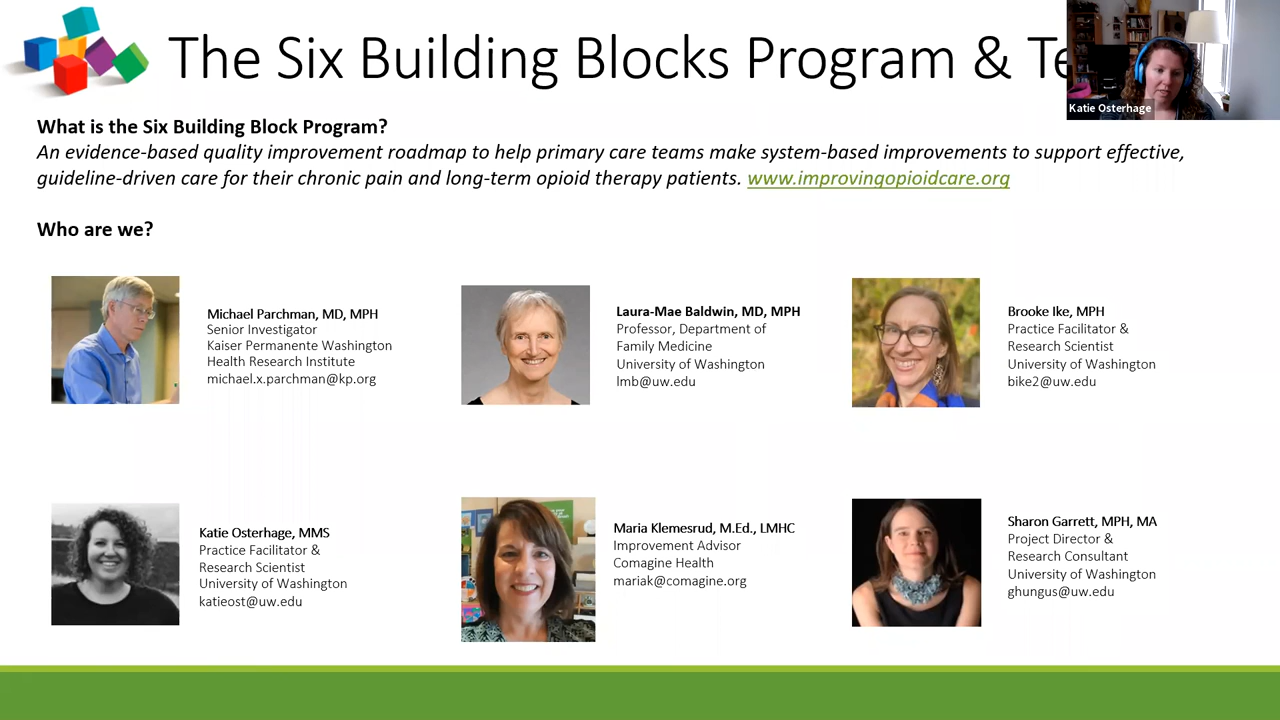 The Six Building Blocks Program & Te
Katie Osterhage
What is the Six Building Block Program?
An evidence-based quality improvement roadmap to help primary care teams make system-based improvements to support effective,
guideline-driven care for their chronic pain and long-term opioid therapy patients. www.improvingopioidcare.org
Who are we?
Michael Parchman, MD, MPH
Senior Investigator
Kaiser Permanente Washington
Health Research Institute
michael.x.parchman@kp.org
Laura-Mae Baldwin, MD, MPH
Professor, Department of
Family Medicine
University of Washington
lmb@uw.edu
Brooke Ike, MPH
Practice Facilitator &
Research Scientist
University of Washington
bike2@uw.edu
Katie Osterhage, MMS
Practice Facilitator &
Research Scientist
University of Washington
katieost@uw.edu
Maria Klemesrud, M.Ed., LMHC
Improvement Advisor
Comagine Health
mariak@comagine.org
Sharon Garrett, MPH, MA
Project Director &
Research Consultant
University of Washington
ghungus@uw.edu